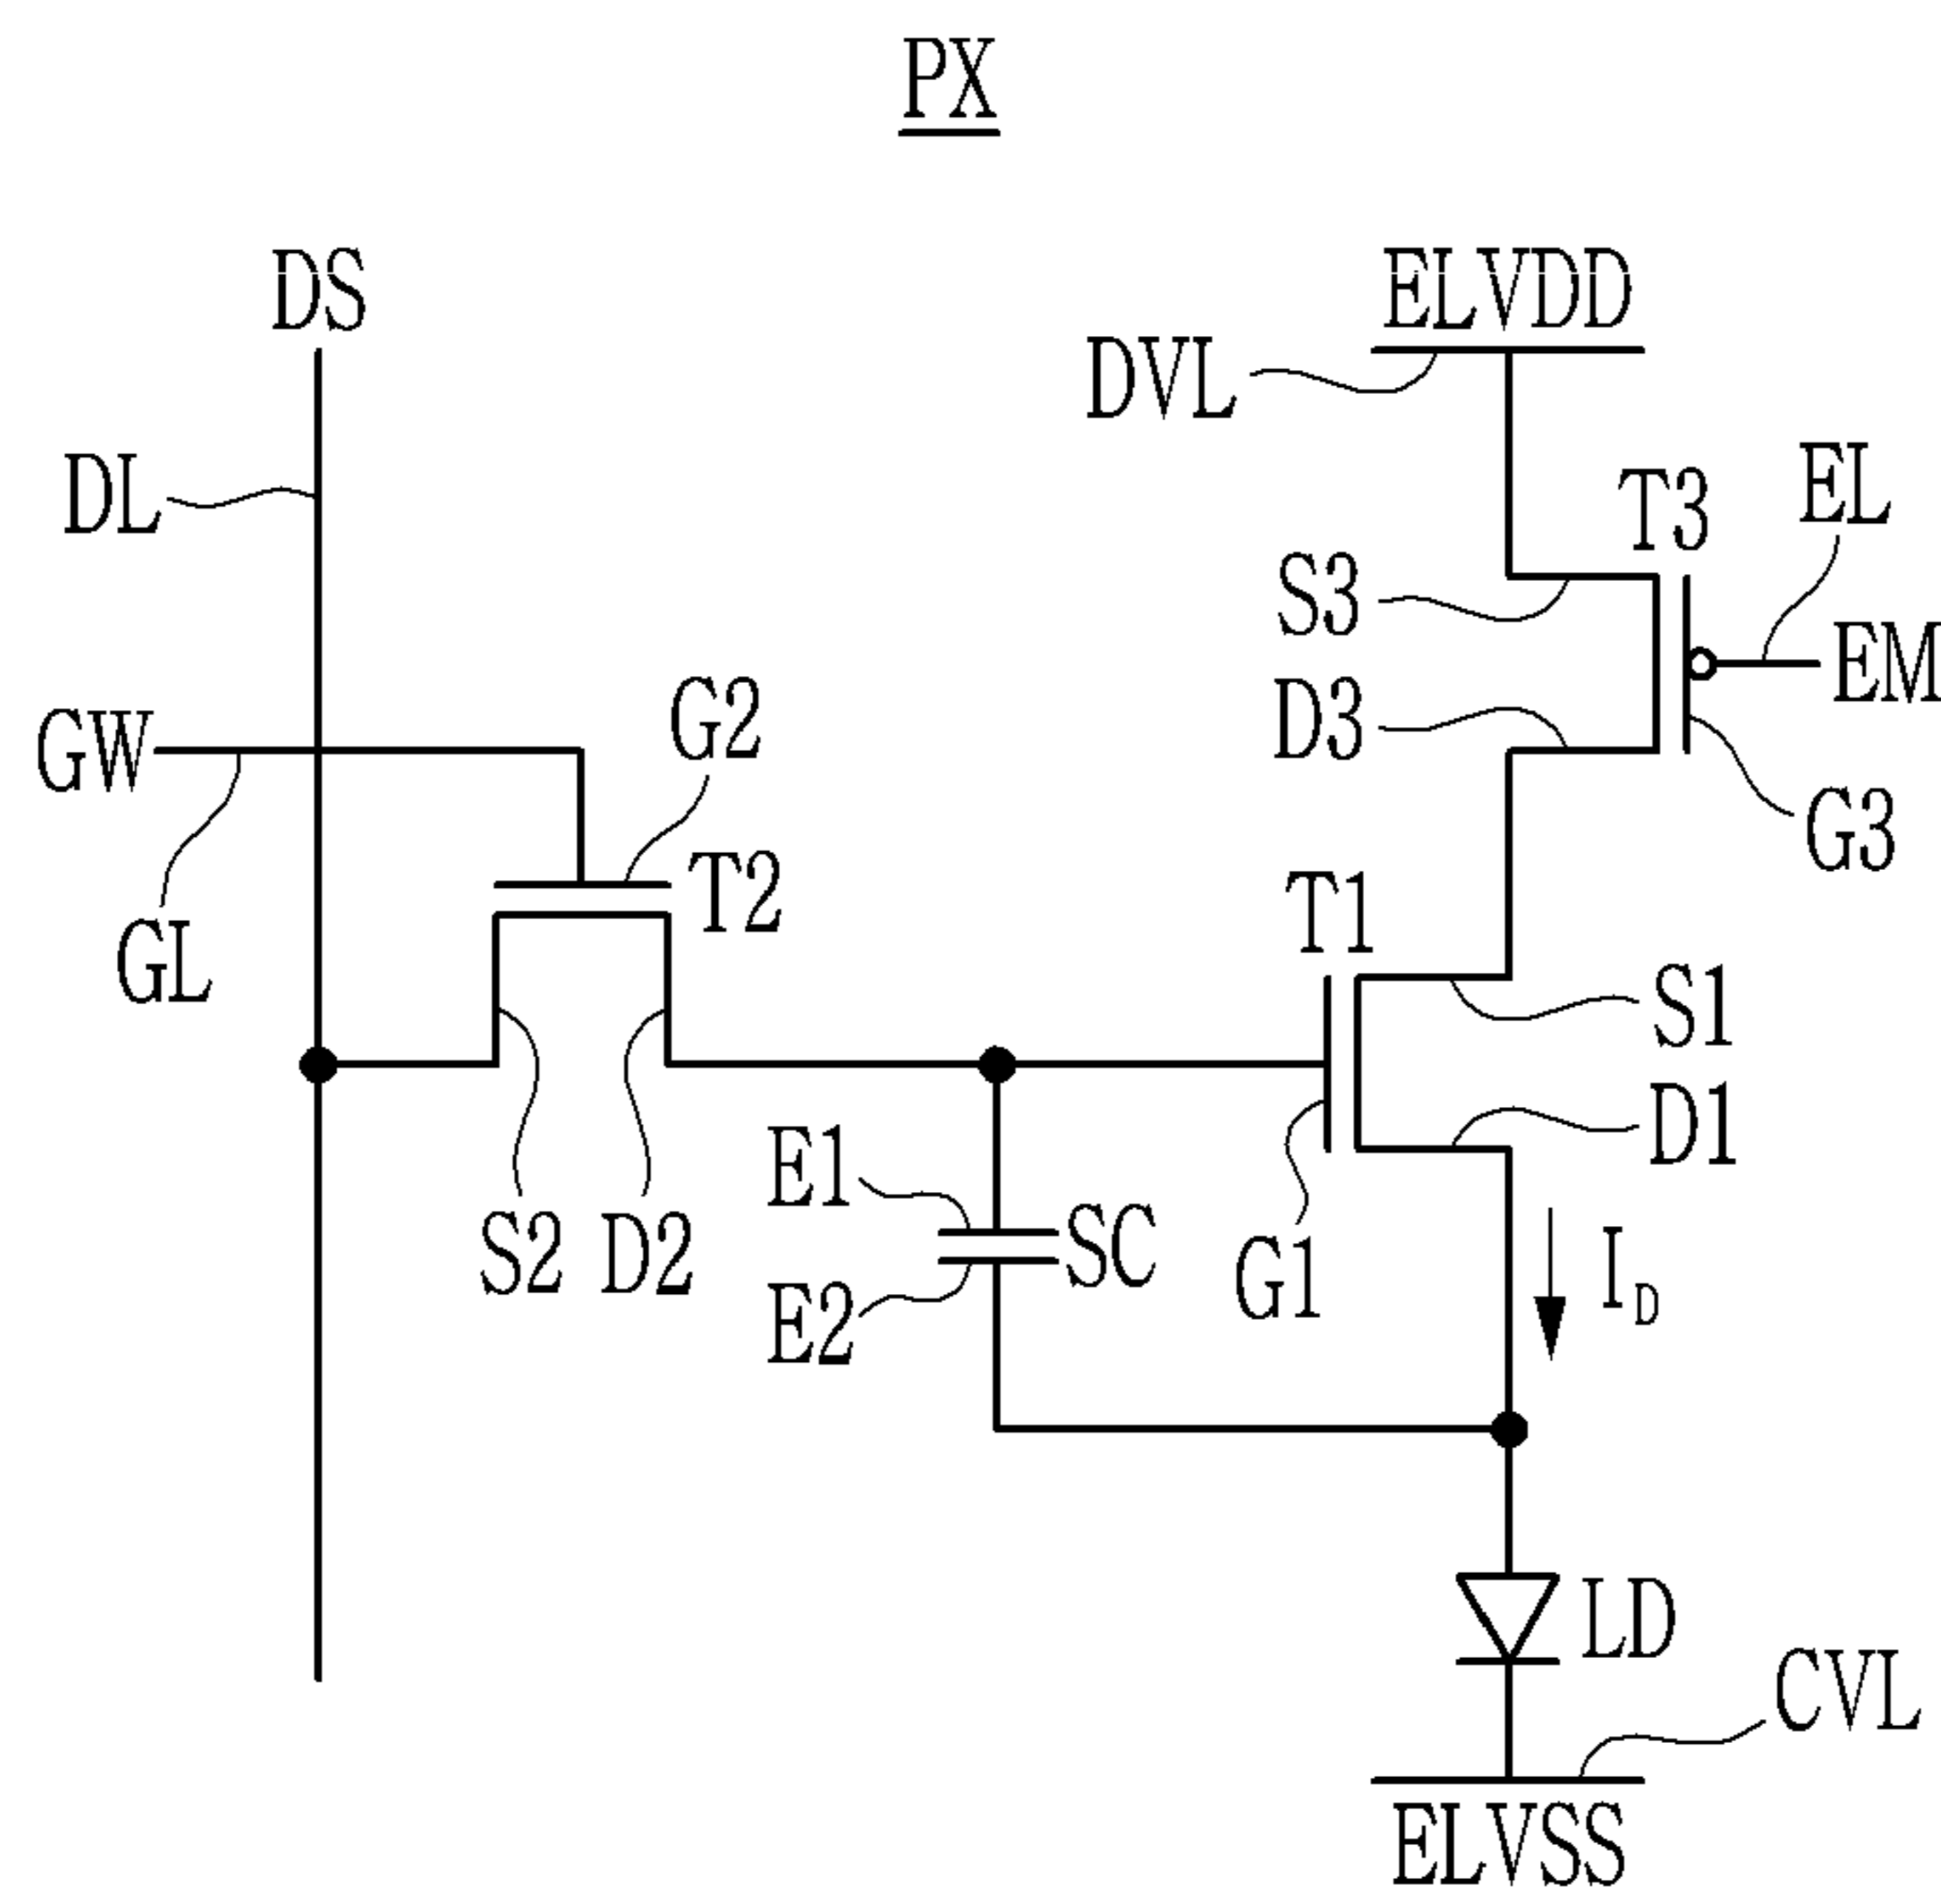 PX
DS
ELVDD
DVL
DL
T3
EL
S3
EM
D3
G2
GW
G3
T2
T1
GL
S1
D1
E1
SC
S2
D2
G1
I_D
E2
LD
CVL
ELVSS